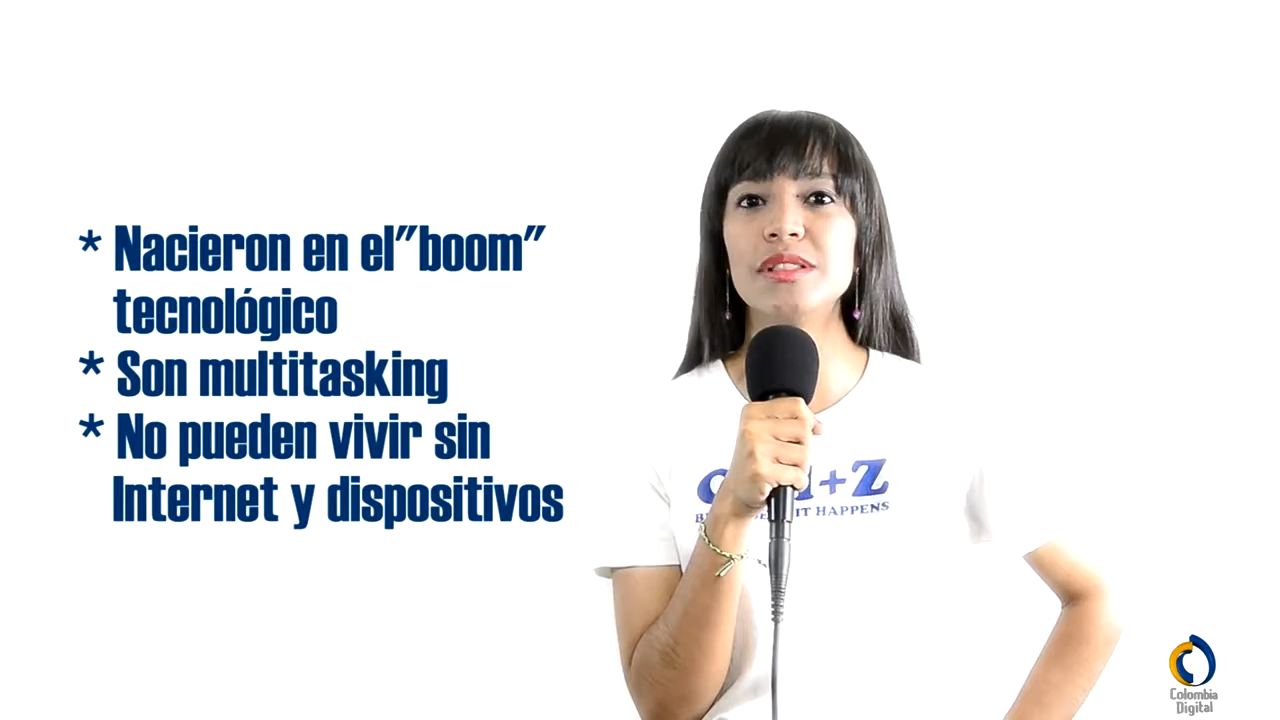 * Nacieron en el"boom"
tecnológico
* Son multitasking
* No pueden vivir sin
Internet y dispositivos
+Z
IT HAPPENS
Colombia
Digital